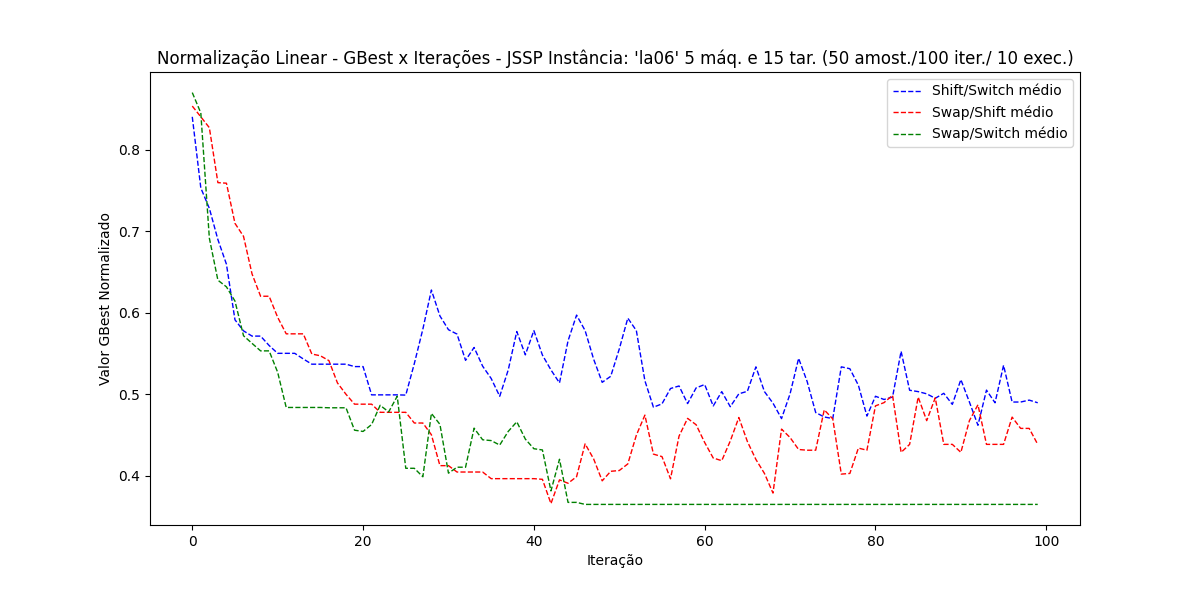 Normalização Linear - GBest x Iterações - JSSP Instância: 'la06' 5 máq. e 15 tar. (50 amost./100 iter./ 10 exec.)
Shift/Switch médio
Swap/Shift médio
Swap/Switch médio
Valor GBest Normalizado
0.8
0.7
0.6
0.5
0.4
0 20 40 60 80 100
Iteração